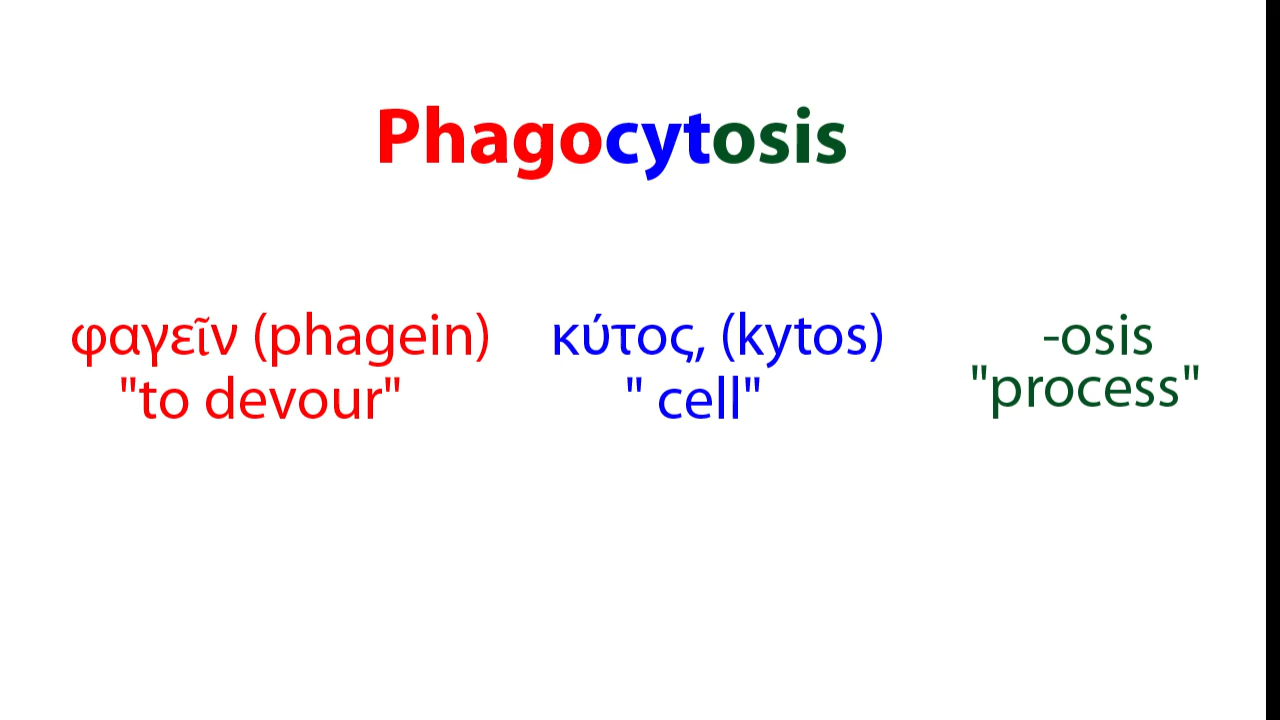 Phagocytosis
φαγεῖν (phagein) κύτος, (kytos) -osis
"to devour" " cell" "process"